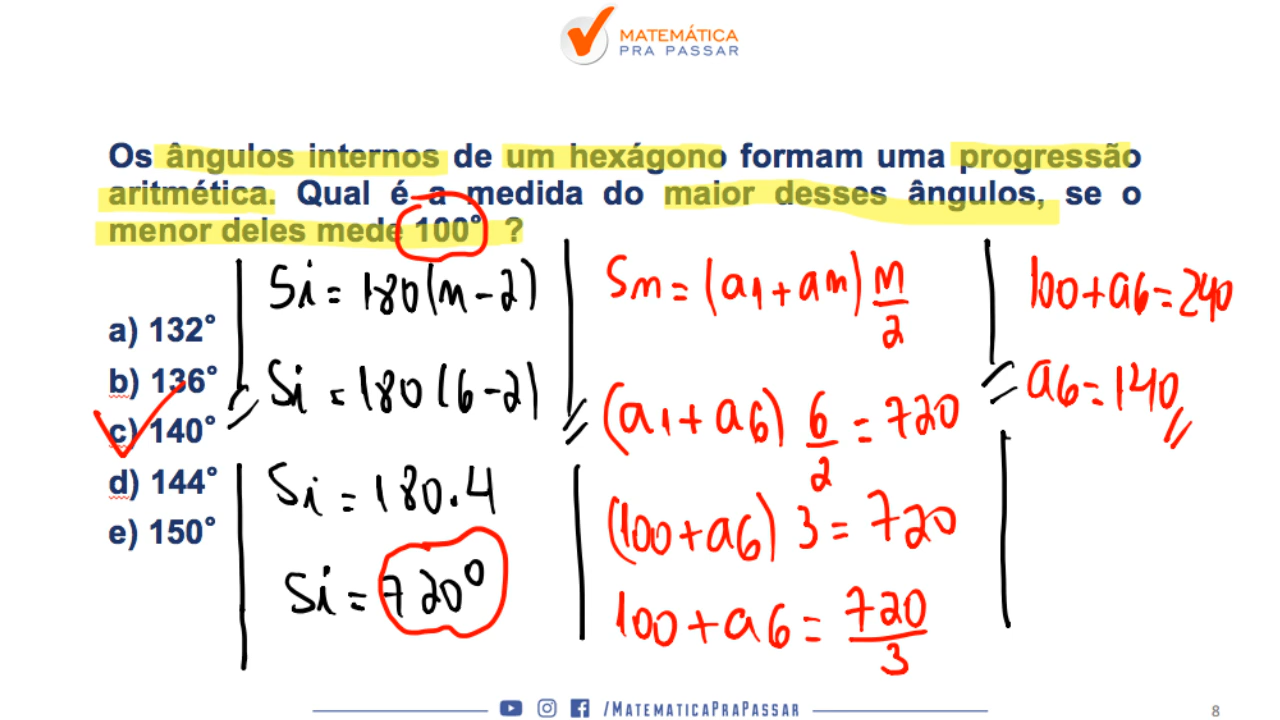 MATEMÁTICA
PRA PASSAR
Os ângulos internos de um hexágono formam uma progressão
aritmética. Qual é a medida do maior desses ângulos, se o
menor deles mede 100° ?
a) 132°
b) 136°
c) 140°
d) 144°
e) 150°
Si = 180(n-2)
Si = 180(6-2)
Si = 180.4
Si = 720°
Sn = (a1 + an) n/2
(a1 + a6) 6/2 = 720
(100 + a6) 3 = 720
100 + a6 = 720/3
100 + a6 = 240
a6 = 140
/MATEMATICAPRAPASSAR
8